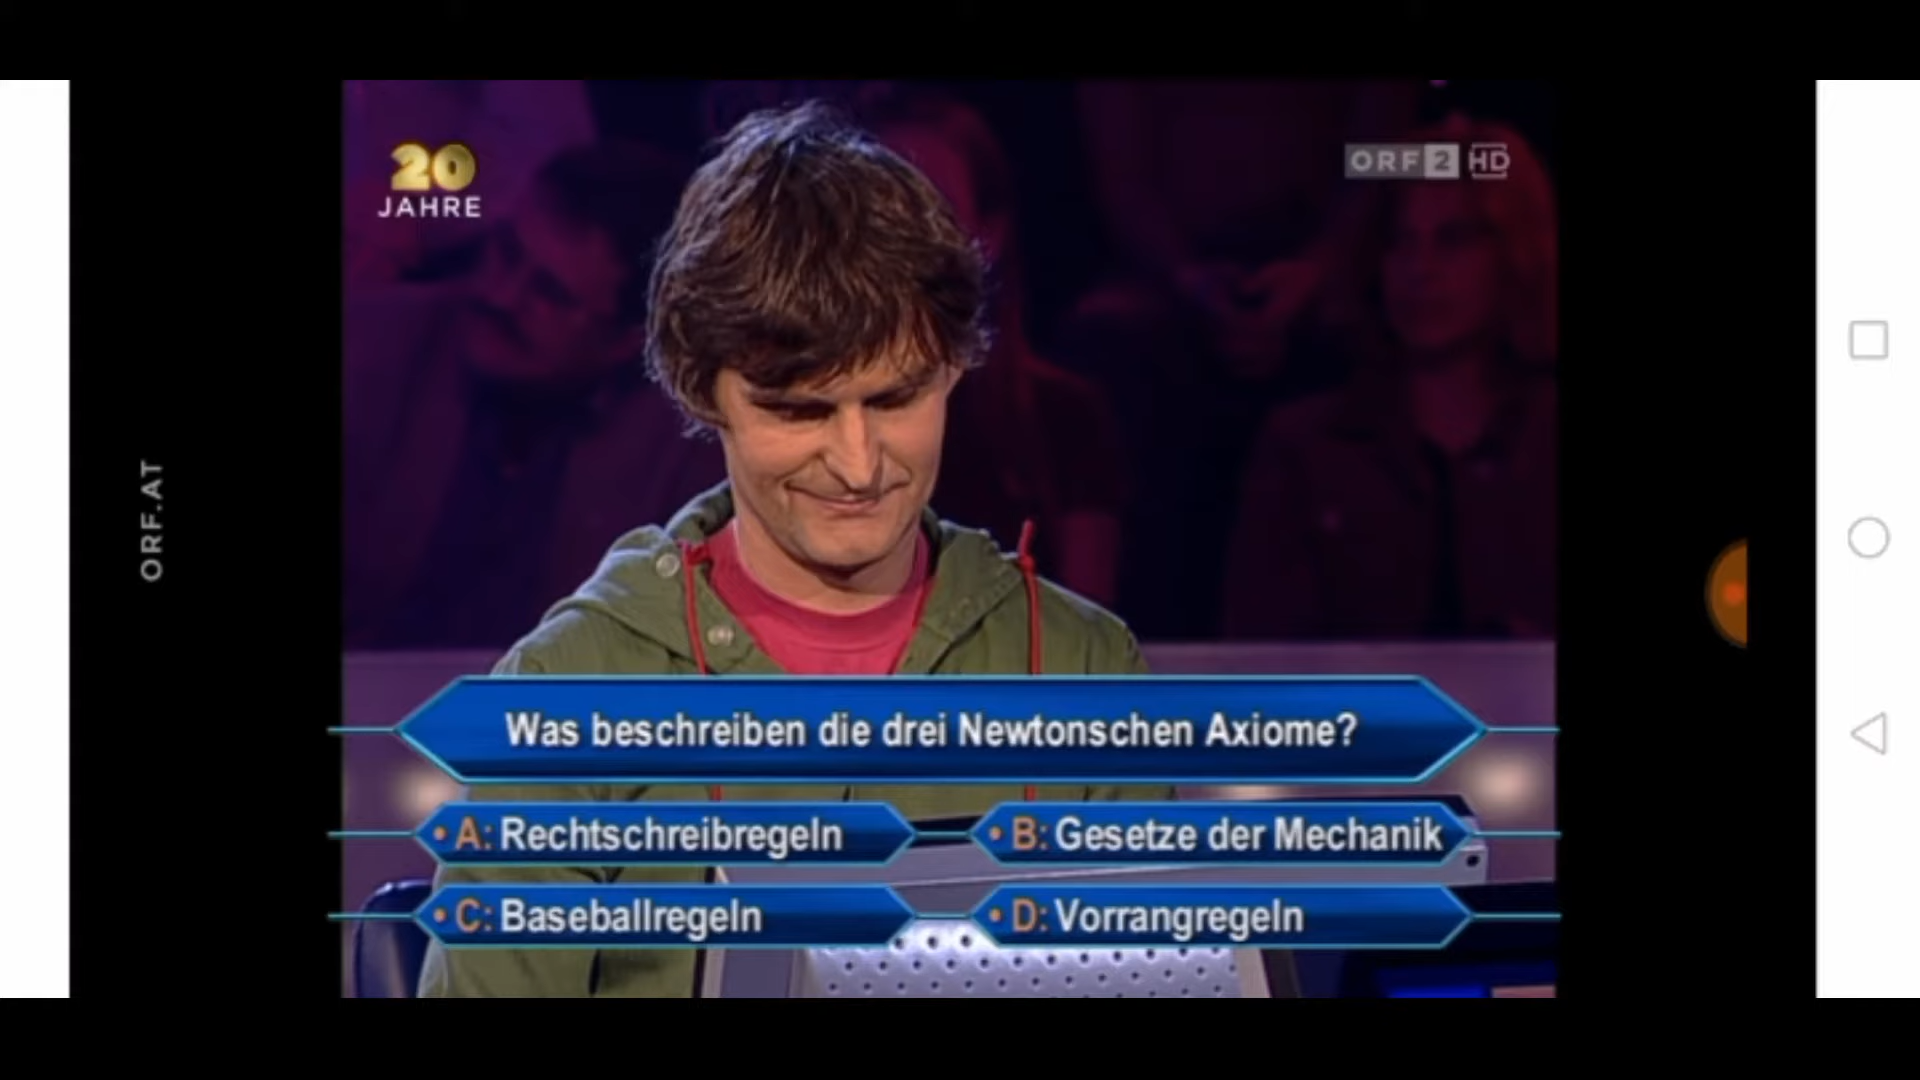 20
JAHRE
ORF 2 HD
ORF.AT
Was beschreiben die drei Newtonschen Axiome?
• A: Rechtschreibregeln
• B: Gesetze der Mechanik
• C: Baseballregeln
• D: Vorrangregeln